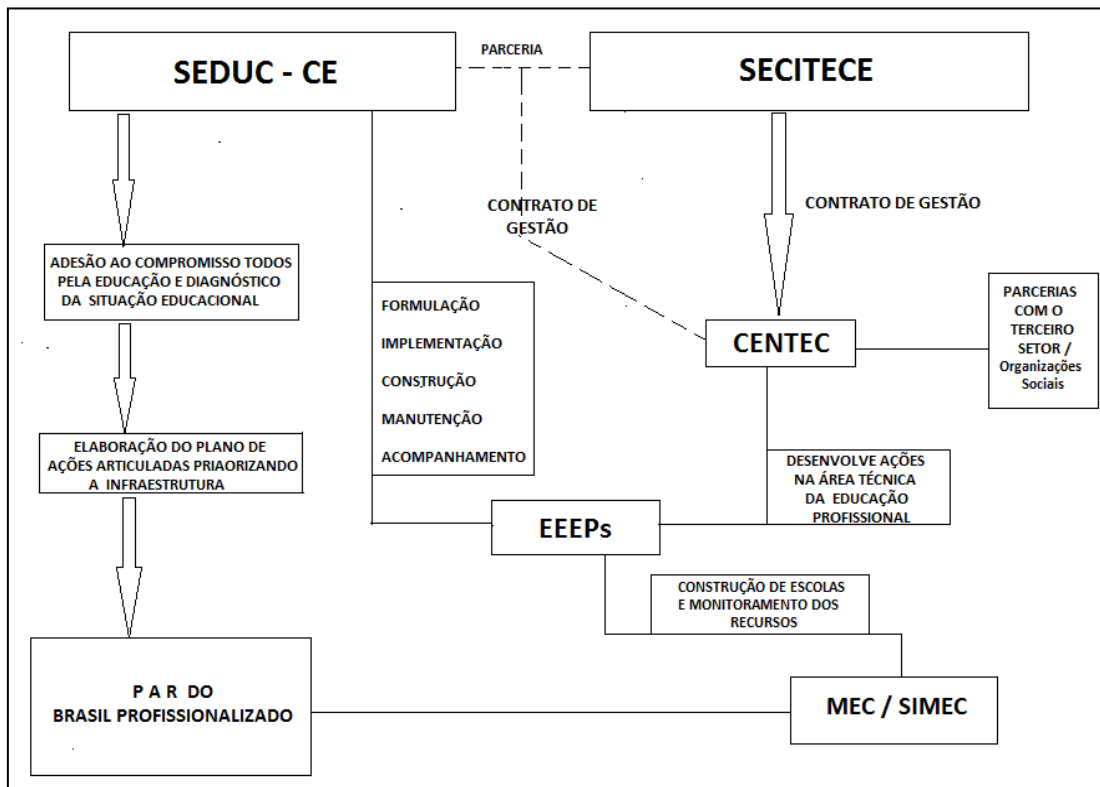 PARCERIA
SEDUC - CE
SECITECE
CONTRATO DE
GESTÃO
CONTRATO DE GESTÃO
ADESÃO AO COMPROMISSO TODOS
PELA EDUCAÇÃO E DIAGNÓSTICO
DA SITUAÇÃO EDUCACIONAL
FORMULAÇÃO
IMPLEMENTAÇÃO
CONSTRUÇÃO
MANUTENÇÃO
ACOMPANHAMENTO
CENTEC
PARCERIAS
COM O
TERCEIRO
SETOR /
Organizações
Sociais
ELABORAÇÃO DO PLANO DE
AÇÕES ARTICULADAS PRIAORIZANDO
A INFRAESTRUTURA
DESENVOLVE AÇÕES
NA ÁREA TÉCNICA
DA EDUCAÇÃO
PROFISSIONAL
EEEPs
CONSTRUÇÃO DE ESCOLAS
E MONITORAMENTO DOS
RECURSOS
P A R DO
BRASIL PROFISSIONALIZADO
MEC / SIMEC